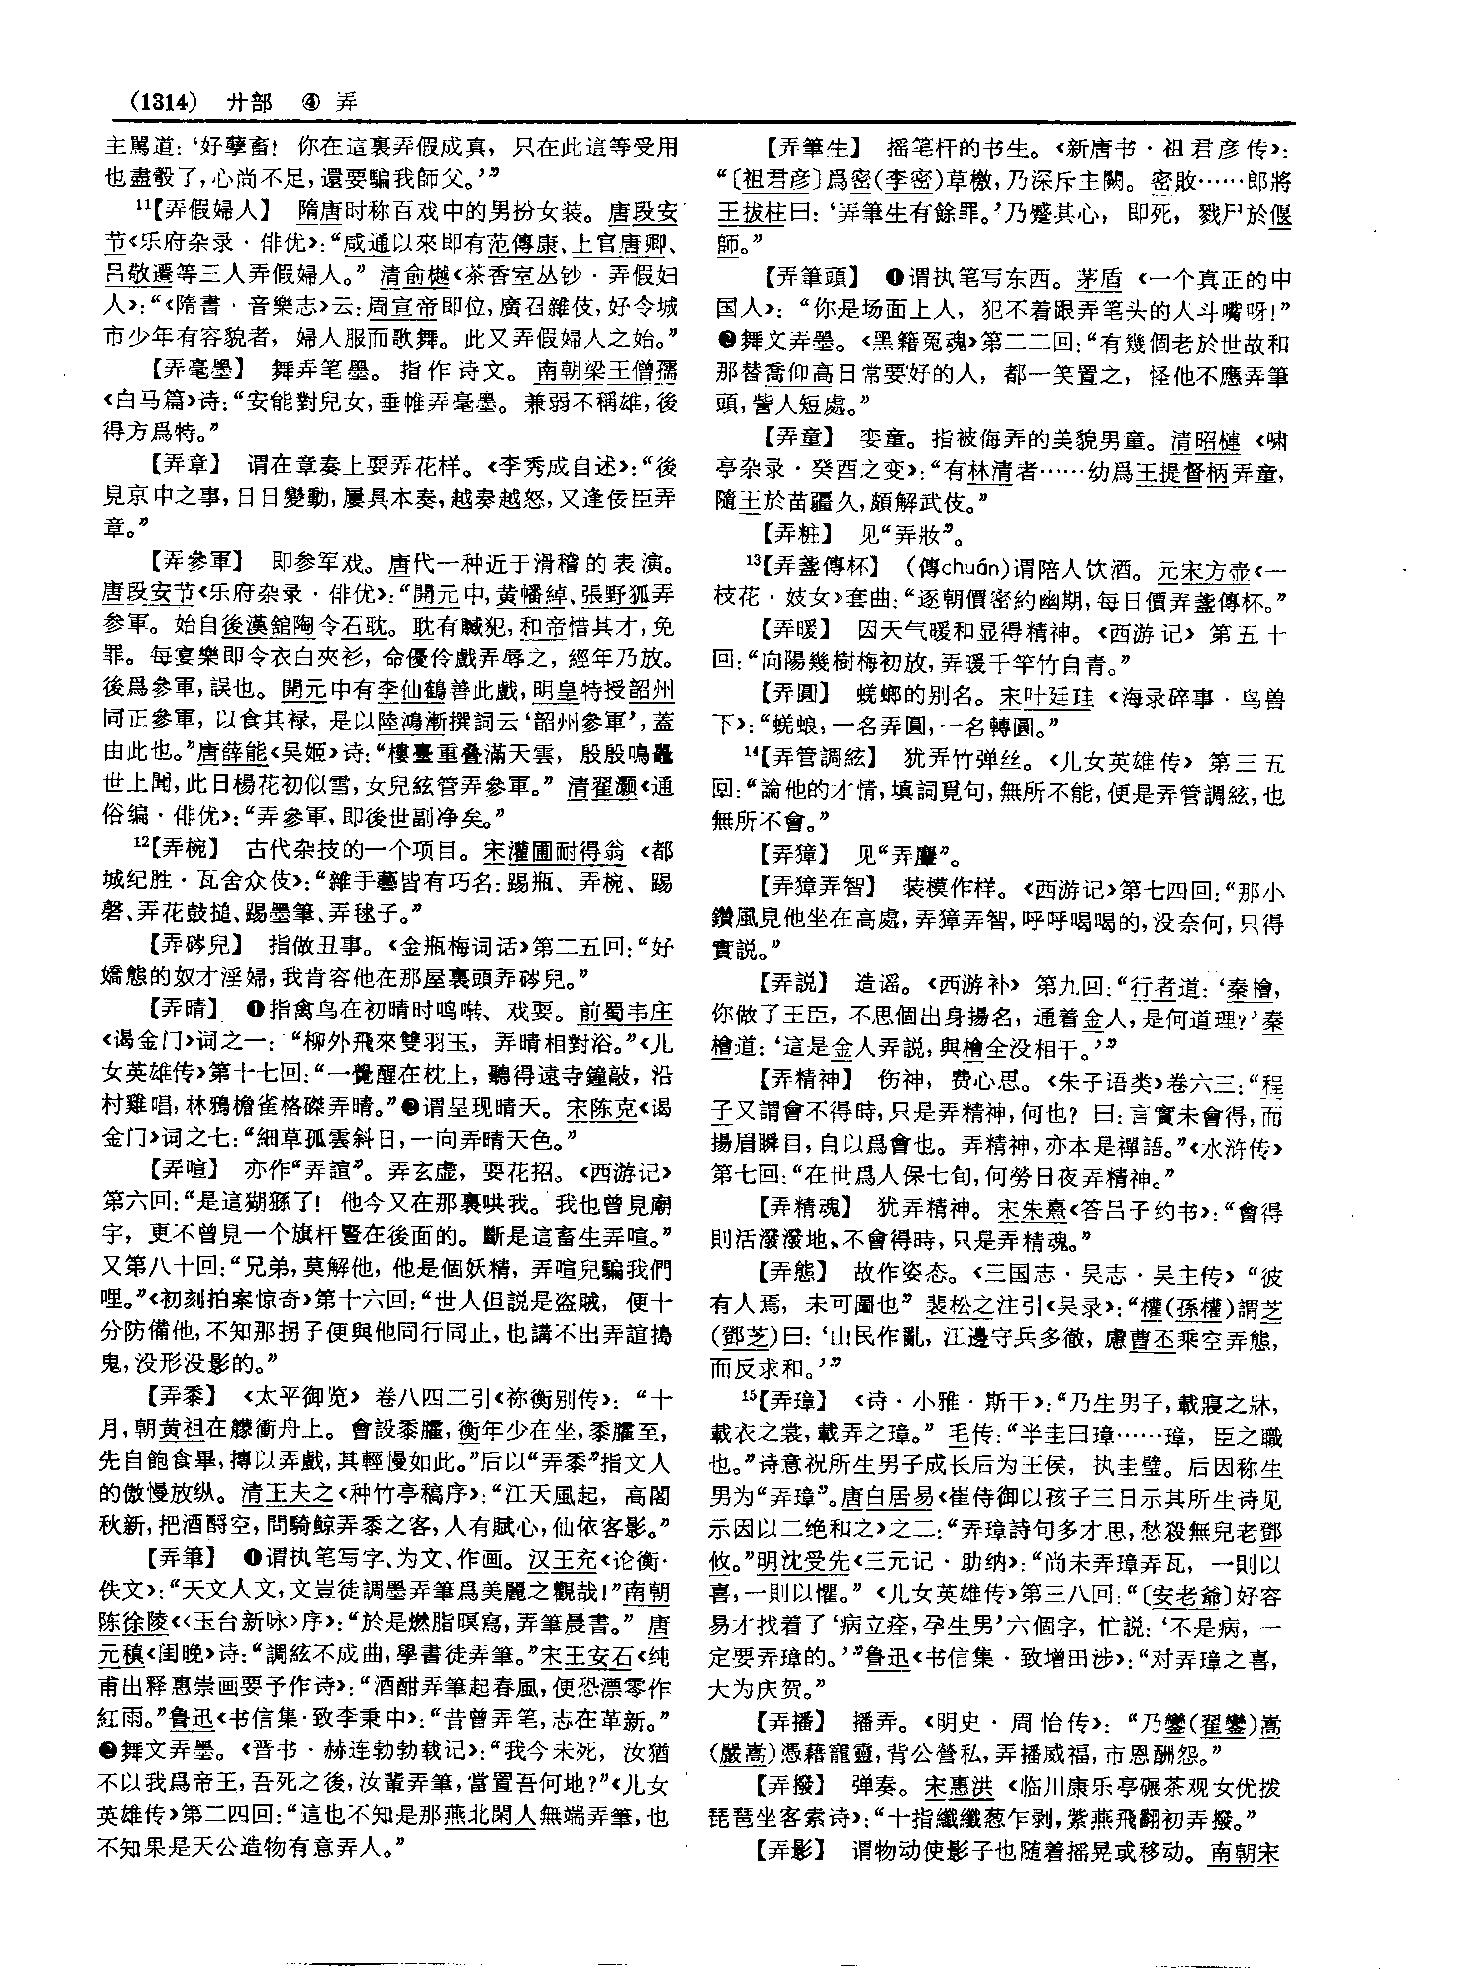 (1314) 廾部 ④ 弄
主駡道：‘好孽畜！你在這裏弄假成真，只在此這等受用
也盡彀了，心尚不足，還要騙我師父。’”
¹¹【弄假婦人】 隋唐时称百戏中的男扮女装。唐段安
节《乐府杂录·俳优》：“咸通以來即有范傳康、上官唐卿、
吕敬遷等三人弄假婦人。” 清俞樾《茶香室丛钞·弄假妇
人》：“《隋書·音樂志》云：周宣帝即位，廣召雜伎，好令城
市少年有容貌者，婦人服而歌舞。此又弄假婦人之始。”
【弄毫墨】 舞弄笔墨。指作诗文。南朝梁王僧孺
《白马篇》诗：“安能對兒女，垂帷弄毫墨。兼弱不稱雄，後
得方爲特。”
【弄章】 谓在章奏上耍弄花样。《李秀成自述》：“後
見京中之事，日日變動，屢具本奏，越奏越怒，又逢佞臣弄
章。”
【弄參軍】 即参军戏。唐代一种近于滑稽的表演。
唐段安节《乐府杂录·俳优》：“開元中，黄幡綽、張野狐弄
參軍。始自後漢館陶令石耽。耽有贓犯，和帝惜其才，免
罪。每宴樂即令衣白夾衫，命優伶戲弄辱之，經年乃放。
後爲參軍，誤也。開元中有李仙鶴善此戲，明皇特授韶州
同正參軍，以食其禄，是以陸鴻漸撰詞云‘韶州參軍’，蓋
由此也。”唐薛能《吴姬》诗：“樓臺重叠滿天雲，殷殷鳴鼉
世上聞，此日楊花初似雪，女兒絃管弄參軍。” 清翟灏《通
俗编·俳优》：“弄參軍，即後世副净矣。”
¹²【弄椀】 古代杂技的一个项目。宋灌圃耐得翁《都
城纪胜·瓦舍众伎》：“雜手藝皆有巧名：踢瓶、弄椀、踢
磬、弄花鼓搥、踢墨筆、弄毬子。”
【弄硶兒】 指做丑事。《金瓶梅词话》第二五回：“好
嬌態的奴才淫婦，我肯容他在那屋裏頭弄硶兒。”
【弄晴】 ❶指禽鸟在初晴时鸣啭、戏耍。前蜀韦庄
《谒金门》词之一：“柳外飛來雙羽玉，弄晴相對浴。”《儿
女英雄传》第十七回：“一覺醒在枕上，聽得遠寺鐘敲，沿
村雞唱，林鴉檐雀格磔弄晴。”❷谓呈现晴天。宋陈克《谒
金门》词之七：“細草孤雲斜日，一向弄晴天色。”
【弄喧】 亦作“弄諠”。弄玄虚，耍花招。《西游记》
第六回：“是這猢猻了！他今又在那裏哄我。我也曾見廟
宇，更不曾見一个旗杆豎在後面的。斷是這畜生弄喧。”
又第八十回：“兄弟，莫解他，他是個妖精，弄喧兒騙我們
哩。”《初刻拍案惊奇》第十六回：“世人但説是盗賊，便十
分防備他，不知那拐子便與他同行同止，也講不出弄諠搗
鬼，没形没影的。”
【弄黍】 《太平御览》卷八四二引《祢衡别传》：“十
月，朝黄祖在艨衝舟上。會設黍臛，衡年少在坐，黍臛至，
先自飽食畢，摶以弄戲，其輕慢如此。”后以“弄黍”指文人
的傲慢放纵。清王夫之《种竹亭稿序》：“江天風起，高閣
秋新，把酒酹空，問騎鯨弄黍之客，人有賦心，仙依客影。”
【弄筆】 ❶谓执笔写字、为文、作画。汉王充《论衡·
佚文》：“天文人文，文豈徒調墨弄筆爲美麗之觀哉！”南朝
陈徐陵《〈玉台新咏〉序》：“於是燃脂暝寫，弄筆晨書。” 唐
元稹《闺晚》诗：“調絃不成曲，學書徒弄筆。”宋王安石《纯
甫出释惠崇画要予作诗》：“酒酣弄筆起春風，便恐漂零作
紅雨。”鲁迅《书信集·致李秉中》：“昔曾弄笔，志在革新。”
❷舞文弄墨。《晋书·赫连勃勃载记》：“我今未死，汝猶
不以我爲帝王，吾死之後，汝輩弄筆，當置吾何地？”《儿女
英雄传》第二四回：“這也不知是那燕北閑人無端弄筆，也
不知果是天公造物有意弄人。”
【弄筆生】 摇笔杆的书生。《新唐书·祖君彦传》：
“〔祖君彦〕爲密（李密）草檄，乃深斥主闕。密敗……郎將
王拔柱曰：‘弄筆生有餘罪。’乃蹙其心，即死，戮尸於偃
師。”
【弄筆頭】 ❶谓执笔写东西。茅盾《一个真正的中
国人》：“你是场面上人，犯不着跟弄笔头的人斗嘴呀！”
❷舞文弄墨。《黑籍冤魂》第二二回：“有幾個老於世故和
那替喬仰高日常要好的人，都一笑置之，怪他不應弄筆
頭，訾人短處。”
【弄童】 娈童。指被侮弄的美貌男童。清昭梿《啸
亭杂录·癸酉之变》：“有林清者……幼爲王提督柄弄童，
隨王於苗疆久，頗解武伎。”
【弄粧】 见“弄妝”。
¹³【弄盞傳杯】 （傳chuán）谓陪人饮酒。元宋方壶《一
枝花·妓女》套曲：“逐朝價密約幽期，每日價弄盞傳杯。”
【弄暖】 因天气暖和显得精神。《西游记》第五十
回：“向陽幾樹梅初放，弄暖千竿竹自青。”
【弄圓】 蜣螂的别名。宋叶廷珪《海录碎事·鸟兽
下》：“蜣蜋，一名弄圓，一名轉圓。”
¹⁴【弄管調絃】 犹弄竹弹丝。《儿女英雄传》第三五
回：“論他的才情，填詞覓句，無所不能，便是弄管調絃，也
無所不會。”
【弄獐】 见“弄麞”。
【弄獐弄智】 装模作样。《西游记》第七四回：“那小
鑽風見他坐在高處，弄獐弄智，呼呼喝喝的，没奈何，只得
實説。”
【弄説】 造谣。《西游补》第九回：“行者道：‘秦檜，
你做了王臣，不思個出身揚名，通着金人，是何道理？’秦
檜道：‘這是金人弄説，與檜全没相干。’”
【弄精神】 伤神，费心思。《朱子语类》卷六三：“程
子又謂會不得時，只是弄精神，何也？曰：言實未會得，而
揚眉瞬目，自以爲會也。弄精神，亦本是禪語。”《水浒传》
第七回：“在世爲人保七旬，何勞日夜弄精神。”
【弄精魂】 犹弄精神。宋朱熹《答吕子约书》：“會得
則活潑潑地，不會得時，只是弄精魂。”
【弄態】 故作姿态。《三国志·吴志·吴主传》“彼
有人焉，未可圖也” 裴松之注引《吴录》：“權（孫權）謂芝
（鄧芝）曰：‘山民作亂，江邊守兵多徹，慮曹丕乘空弄態，
而反求和。’”
¹⁵【弄璋】 《诗·小雅·斯干》：“乃生男子，載寢之牀，
載衣之裳，載弄之璋。” 毛传：“半圭曰璋……璋，臣之職
也。”诗意祝所生男子成长后为王侯，执圭璧。后因称生
男为“弄璋”。唐白居易《崔侍御以孩子三日示其所生诗见
示因以二绝和之》之二：“弄璋詩句多才思，愁殺無兒老鄧
攸。”明沈受先《三元记·助纳》：“尚未弄璋弄瓦，一則以
喜，一則以懼。” 《儿女英雄传》第三八回：“〔安老爺〕好容
易才找着了‘病立痊，孕生男’六個字，忙説：‘不是病，一
定要弄璋的。’”鲁迅《书信集·致增田涉》：“对弄璋之喜，
大为庆贺。”
【弄播】 播弄。《明史·周怡传》：“乃鑾（翟鑾）嵩
（嚴嵩）憑藉寵靈，背公營私，弄播威福，市恩酬怨。”
【弄撥】 弹奏。宋惠洪《临川康乐亭碾茶观女优拨
琵琶坐客索诗》：“十指纖纖葱乍剥，紫燕飛翻初弄撥。”
【弄影】 谓物动使影子也随着摇晃或移动。南朝宋